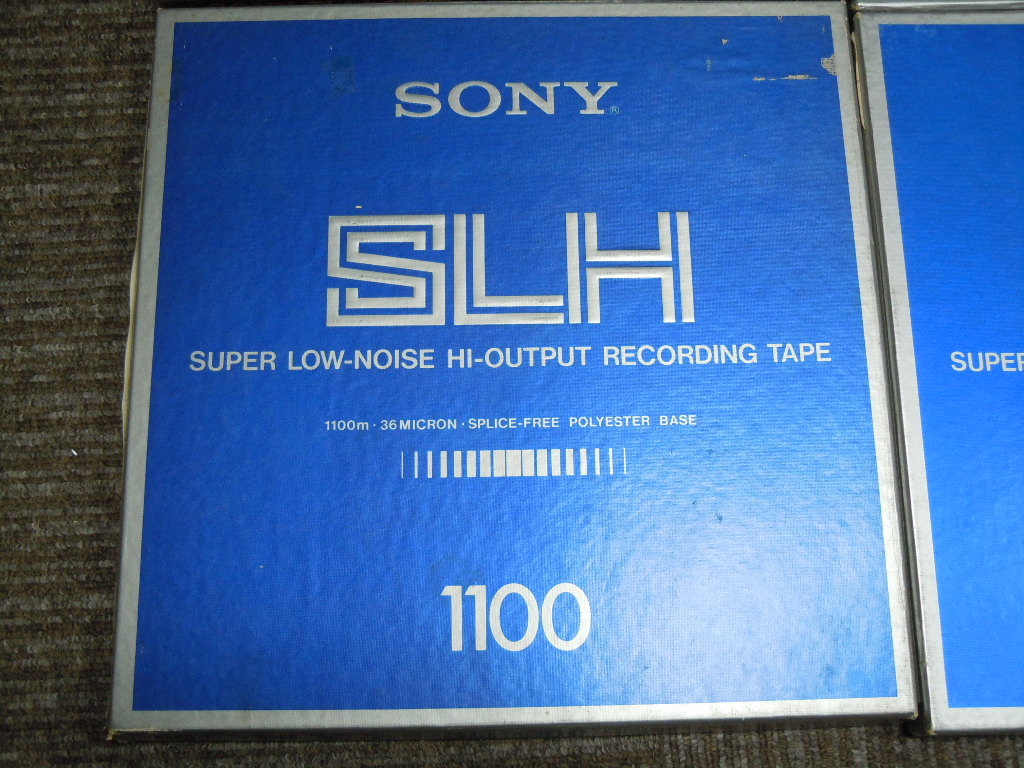 SONY®
SLH
SUPER LOW-NOISE HI-OUTPUT RECORDING TAPE
1100m · 36 MICRON · SPLICE-FREE POLYESTER BASE
1100
SUPER